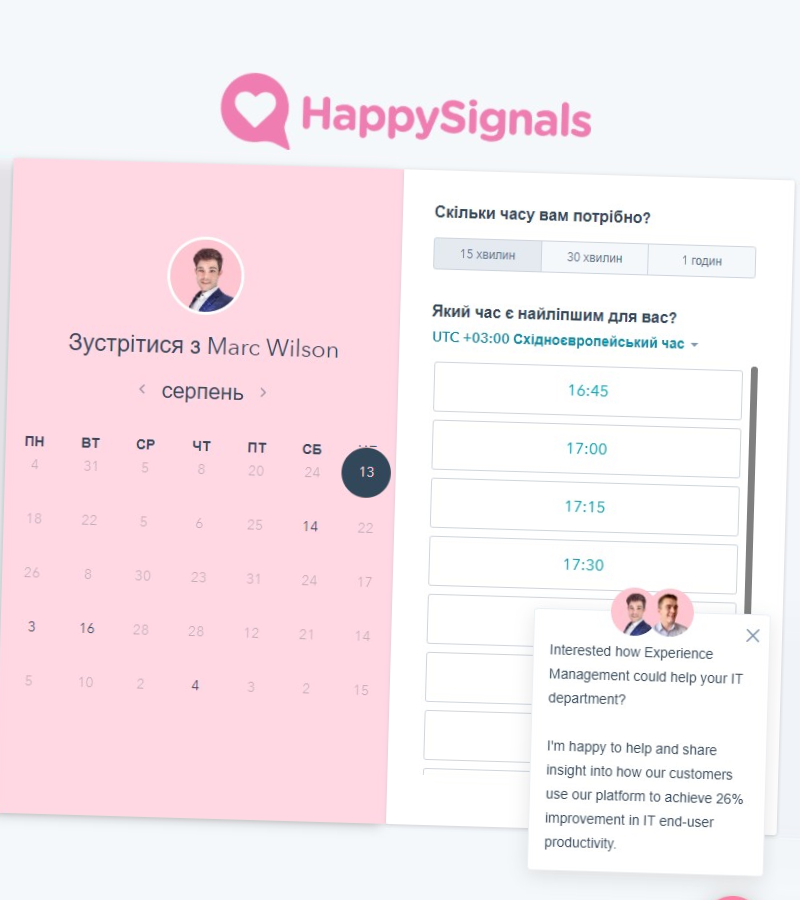 HappySignals
Зустрітися з Marc Wilson
серпень
ПН ВТ СР ЧТ ПТ СБ
4 31 5 8 20 24 13
18 22 5 6 25 14 22
26 8 30 23 31 24 17
3 16 28 28 12 21 14
5 10 2 4 3 2 15
Скільки часу вам потрібно?
15 хвилин 30 хвилин 1 годин
Який час є найліпшим для вас?
UTC +03:00 Східноєвропейський час
16:45
17:00
17:15
17:30
Interested how Experience
Management could help your IT
department?
I'm happy to help and share
insight into how our customers
use our platform to achieve 26%
improvement in IT end-user
productivity.